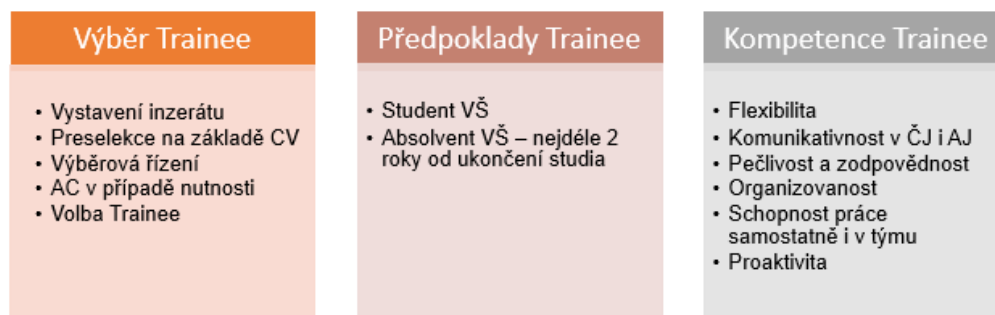 Výběr Trainee
• Vystavení inzerátu
• Preselekce na základě CV
• Výběrová řízení
• AC v případě nutnosti
• Volba Trainee
Předpoklady Trainee
• Student VŠ
• Absolvent VŠ – nejdéle 2
roky od ukončení studia
Kompetence Trainee
• Flexibilita
• Komunikativnost v ČJ i AJ
• Pečlivost a zodpovědnost
• Organizovanost
• Schopnost práce
samostatně i v týmu
• Proaktivita